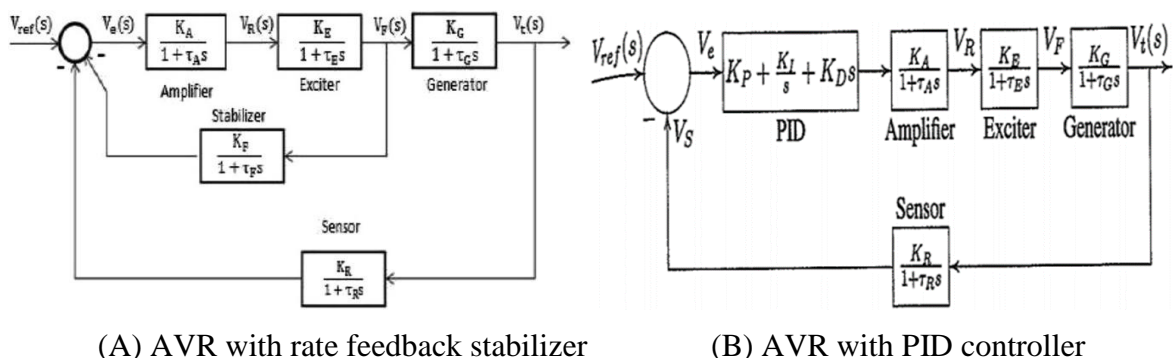 V_ref(s)
-
-
V_e(s)
K_A
1 + τ_A s
Amplifier
V_R(s)
K_E
1 + τ_E s
Exciter
V_F(s)
K_G
1 + τ_G s
Generator
V_t(s)
Stabilizer
K_F
1 + τ_F s
Sensor
K_R
1 + τ_R s
(A) AVR with rate feedback stabilizer
V_ref(s)
-
V_e
K_P + K_I/s + K_D s
PID
K_A
1+τ_A s
Amplifier
V_R
K_E
1+τ_E s
Exciter
V_F
K_G
1+τ_G s
Generator
V_t(s)
V_S
Sensor
K_R
1+τ_R s
(B) AVR with PID controller